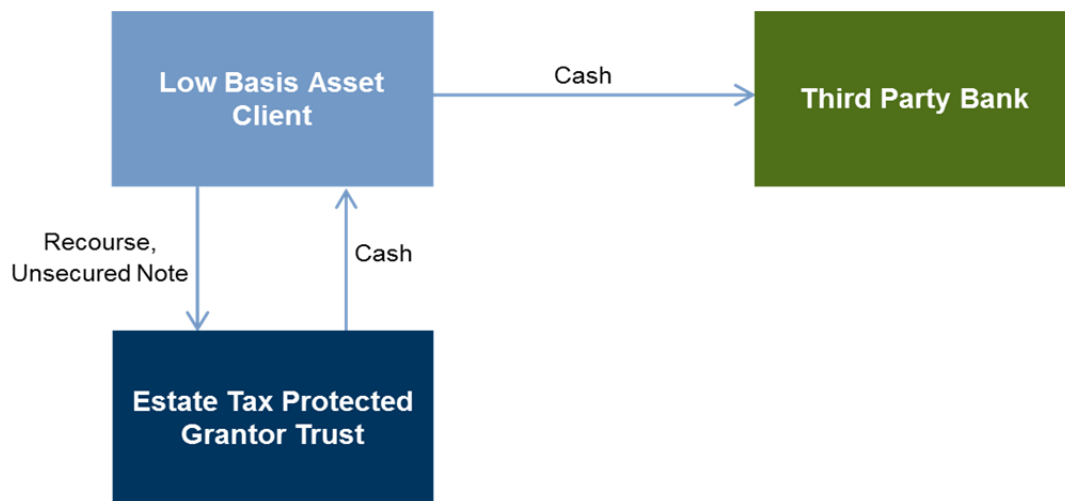 Low Basis Asset
Client
Cash
Third Party Bank
Recourse,
Unsecured Note
Cash
Estate Tax Protected
Grantor Trust